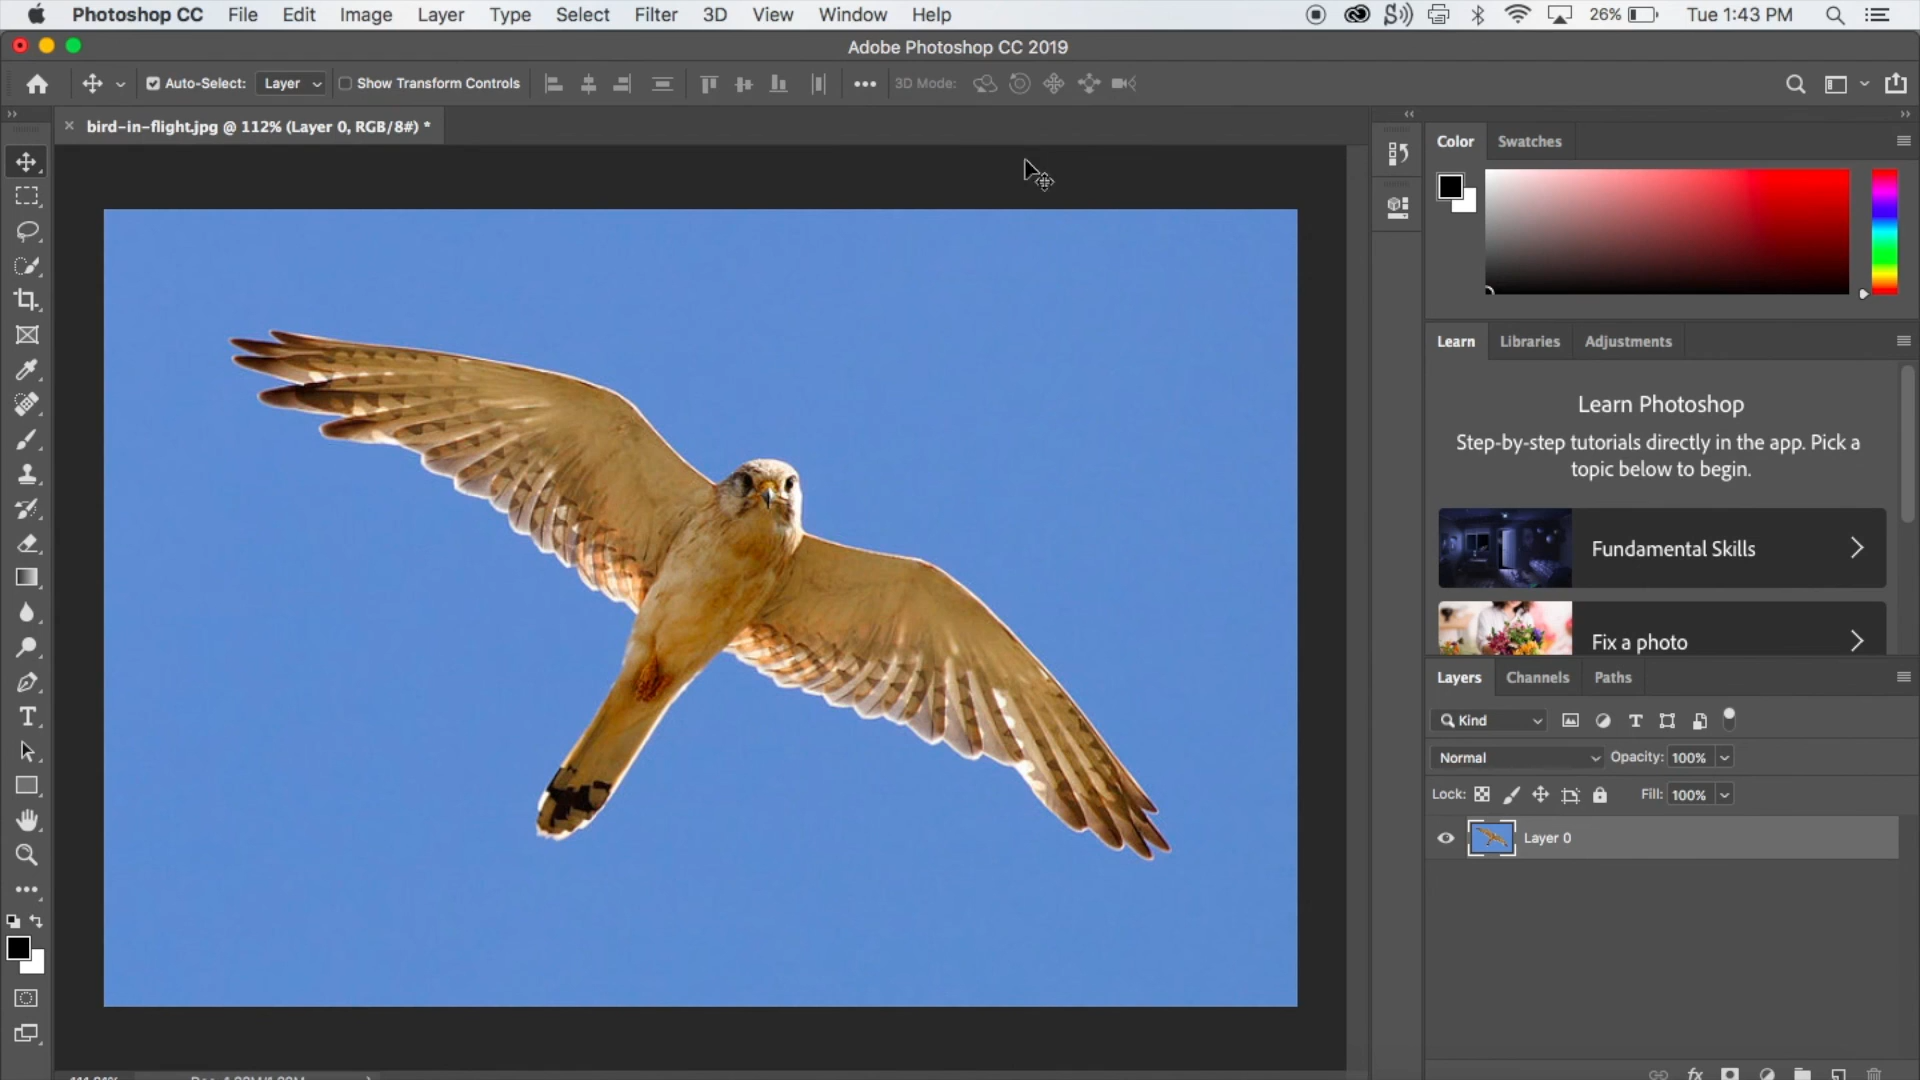 Photoshop CC File Edit Image Layer Type Select Filter 3D View Window Help 26% Tue 1:43 PM
Adobe Photoshop CC 2019
Auto-Select: Layer Show Transform Controls 3D Mode:
bird-in-flight.jpg @ 112% (Layer 0, RGB/8#) *
Color Swatches
Learn Libraries Adjustments
Learn Photoshop
Step-by-step tutorials directly in the app. Pick a
topic below to begin.
Fundamental Skills
Fix a photo
Layers Channels Paths
Kind
Normal Opacity: 100%
Lock: Fill: 100%
Layer 0
fx